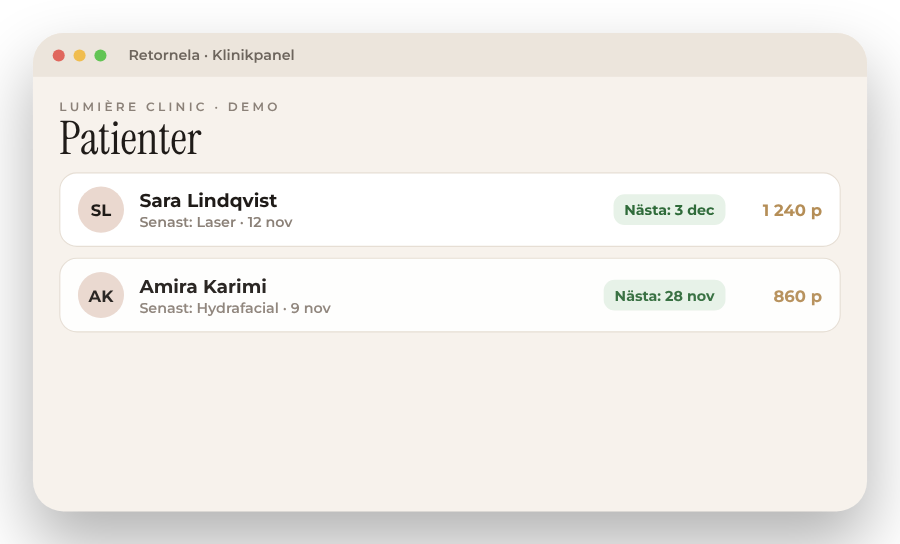 Retornela · Klinikpanel
LUMIÈRE CLINIC · DEMO
Patienter
SL
Sara Lindqvist
Senast: Laser · 12 nov
Nästa: 3 dec
1 240 p
AK
Amira Karimi
Senast: Hydrafacial · 9 nov
Nästa: 28 nov
860 p